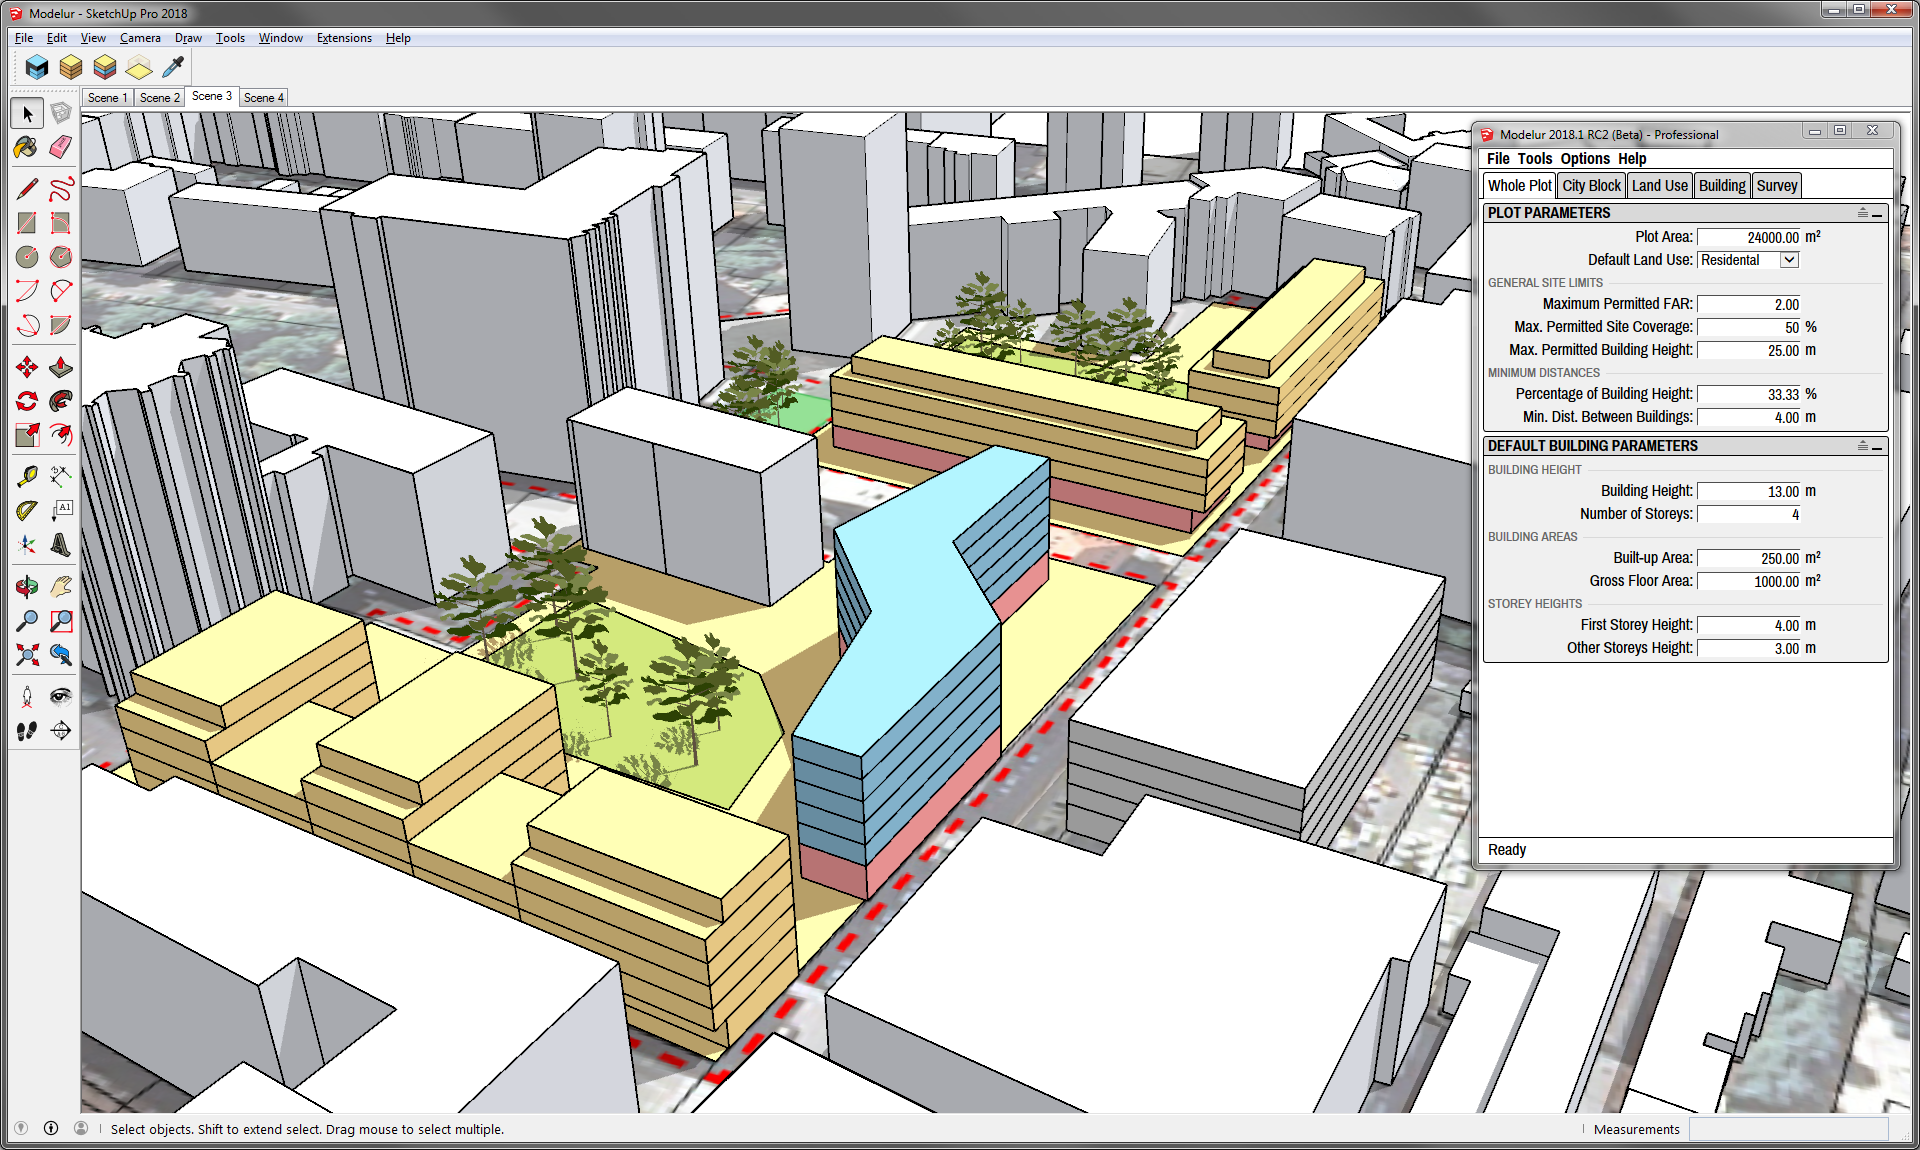 Modelur - SketchUp Pro 2018
File Edit View Camera Draw Tools Window Extensions Help
Scene 1 Scene 2 Scene 3 Scene 4
A1
Modelur 2018.1 RC2 (Beta) - Professional
File Tools Options Help
Whole Plot City Block Land Use Building Survey
PLOT PARAMETERS
Plot Area: 24000.00 m²
Default Land Use: Residental
GENERAL SITE LIMITS
Maximum Permitted FAR: 2.00
Max. Permitted Site Coverage: 50 %
Max. Permitted Building Height: 25.00 m
MINIMUM DISTANCES
Percentage of Building Height: 33.33 %
Min. Dist. Between Buildings: 4.00 m
DEFAULT BUILDING PARAMETERS
BUILDING HEIGHT
Building Height: 13.00 m
Number of Storeys: 4
BUILDING AREAS
Built-up Area: 250.00 m²
Gross Floor Area: 1000.00 m²
STOREY HEIGHTS
First Storey Height: 4.00 m
Other Storeys Height: 3.00 m
Ready
Select objects. Shift to extend select. Drag mouse to select multiple.
Measurements